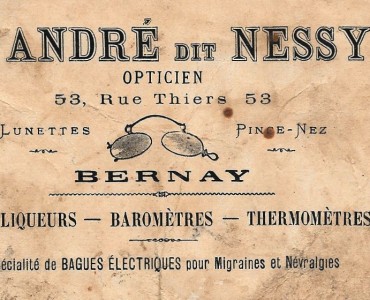 ANDRÉ DIT NESSY
OPTICIEN
53, Rue Thiers 53
LUNETTES PINCE-NEZ
BERNAY
LIQUEURS — BAROMÈTRES — THERMOMÈTRES
pécialité de BAGUES ÉLECTRIQUES pour Migraines et Névralgies